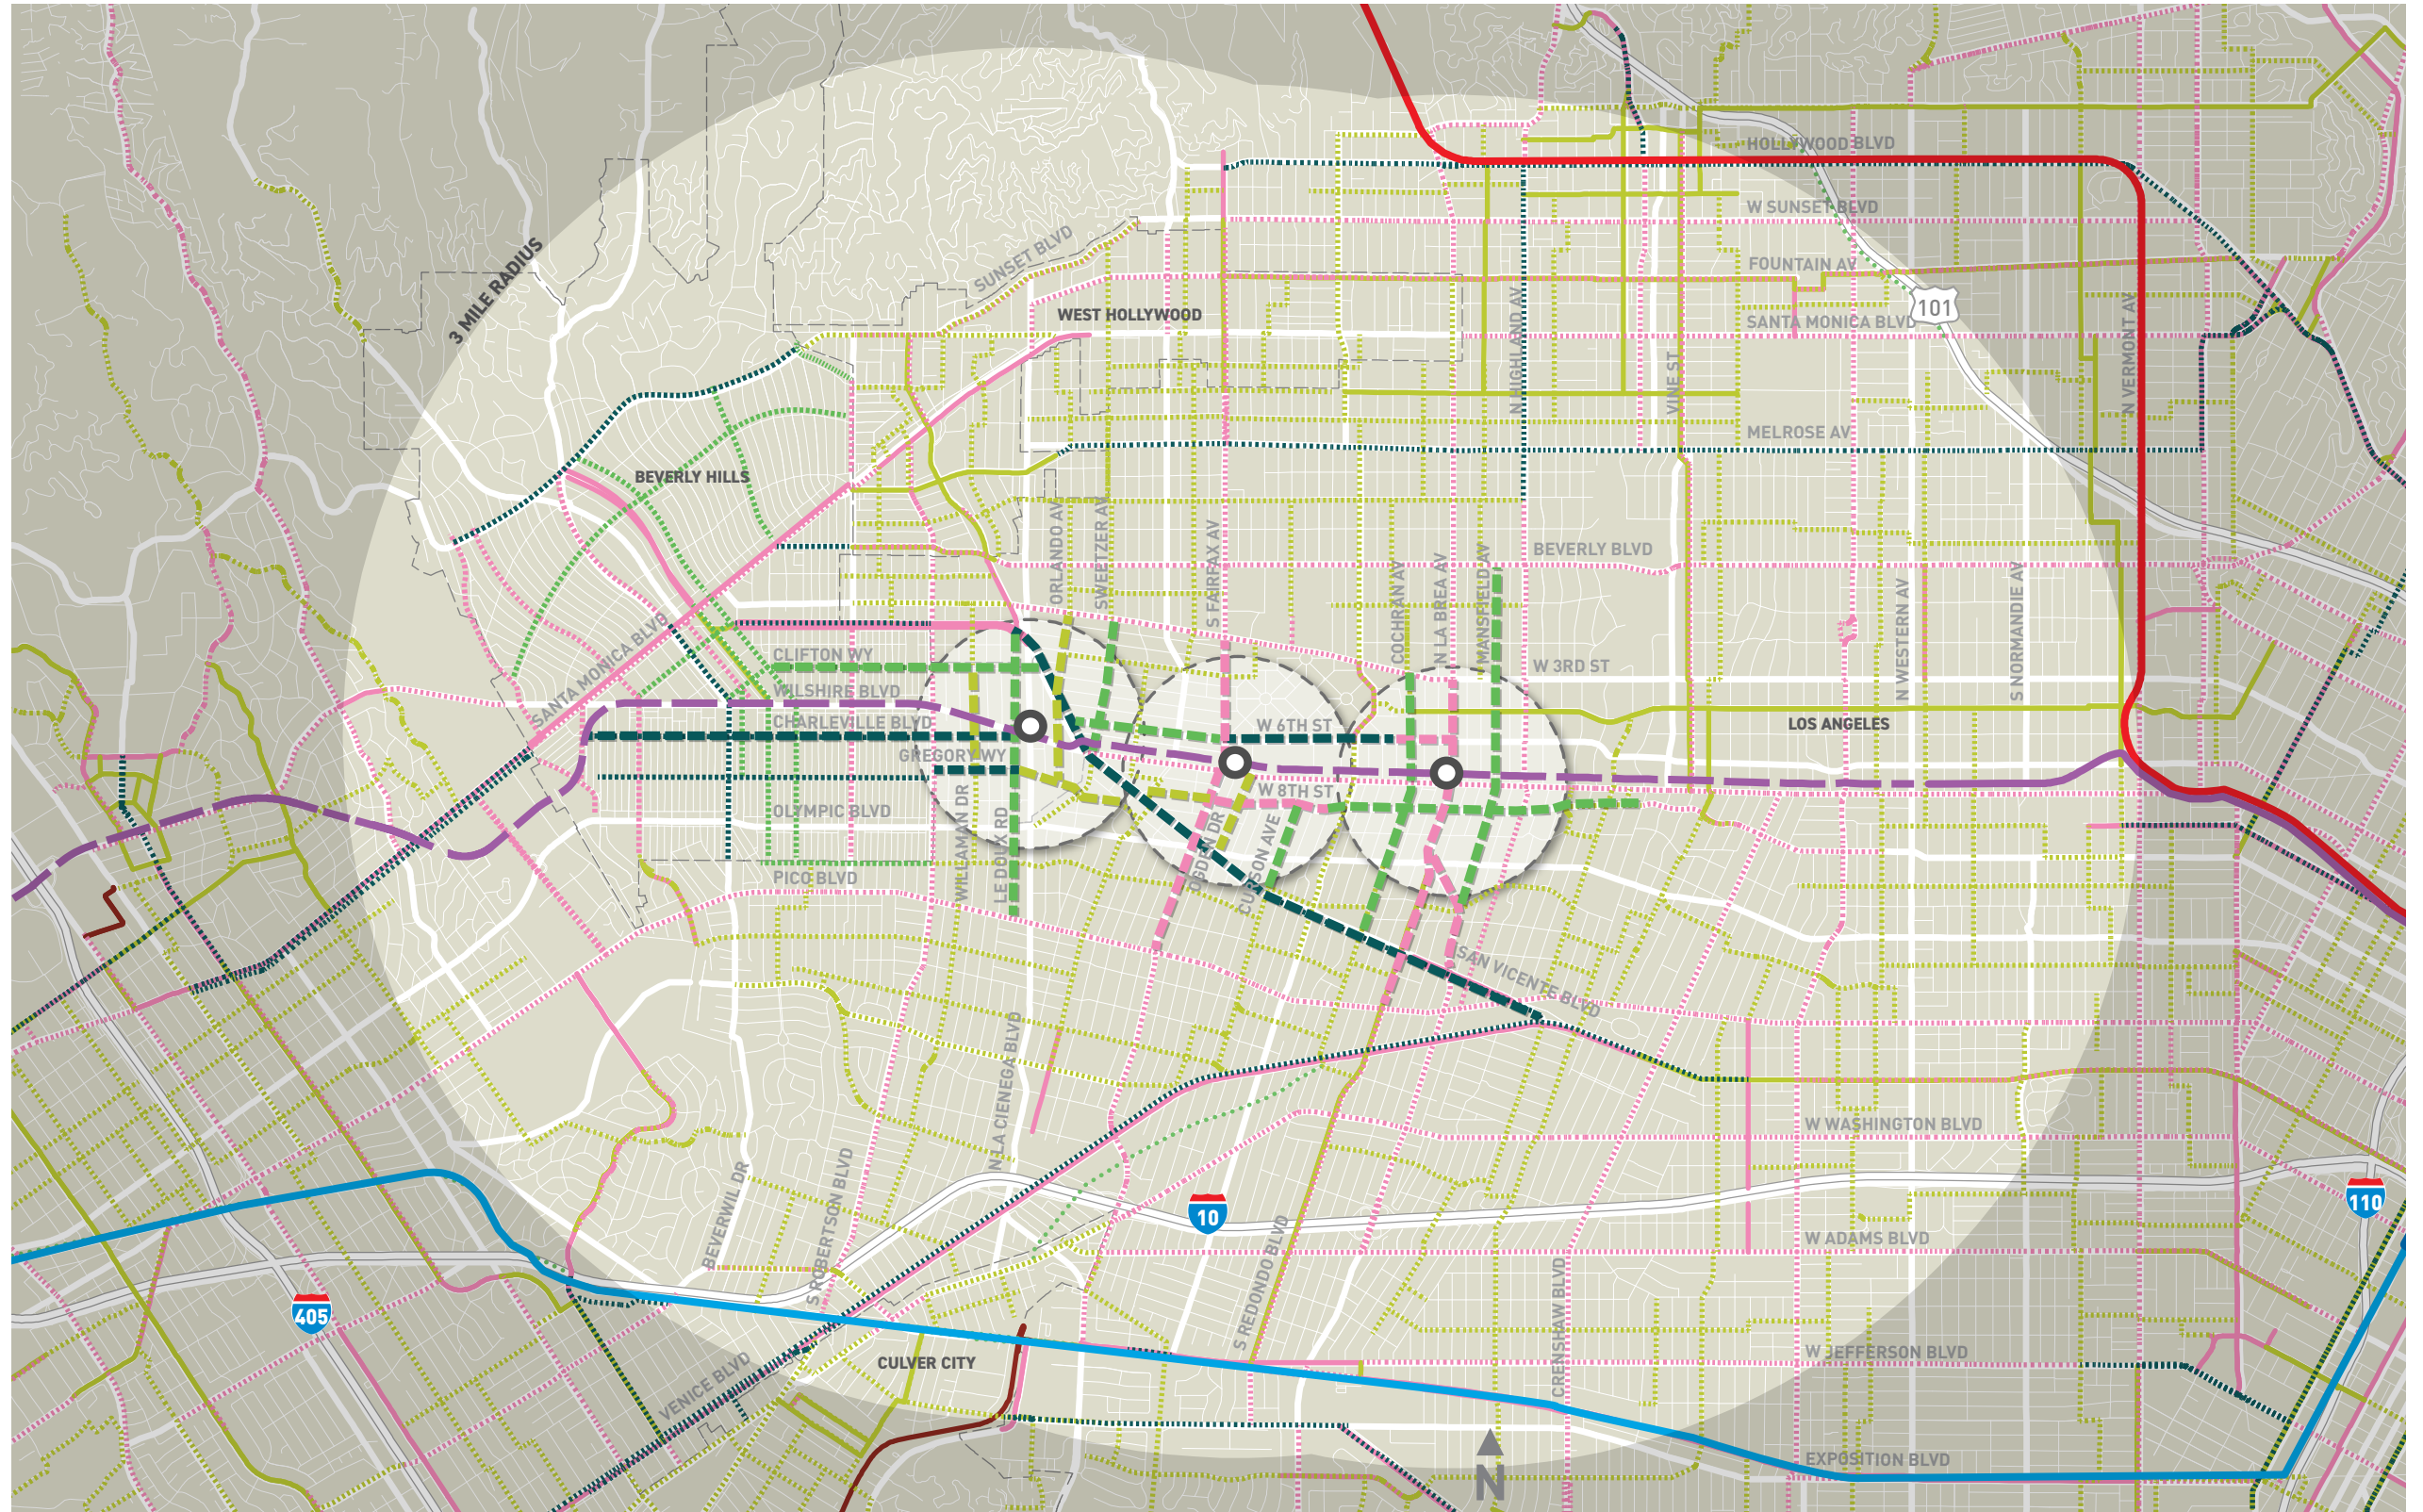 HOLLYWOOD BLVD
W SUNSET BLVD
SUNSET BLVD
3 MILE RADIUS
FOUNTAIN AV
101
WEST HOLLYWOOD
SANTA MONICA BLVD
N HIGHLAND AV
VINE ST
N VERMONT AV
MELROSE AV
BEVERLY HILLS
ORLANDO AV
SWEETZER AV
S FAIRFAX AV
COCHRAN AV
N LA BREA AV
MANSFIELD AV
BEVERLY BLVD
N WESTERN AV
S NORMANDIE AV
SANTA MONICA BLVD
CLIFTON WY
W 3RD ST
WILSHIRE BLVD
CHARLEVILLE BLVD
W 6TH ST
LOS ANGELES
GREGORY WY
W 8TH ST
OLYMPIC BLVD
WILLAMAN DR
LE DOUX RD
OGDEN DR
CURSON AVE
PICO BLVD
SAN VICENTE BLVD
N LA CIENEGA BLVD
W WASHINGTON BLVD
BEVERWIL DR
S ROBERTSON BLVD
10
110
S REDONDO BLVD
W ADAMS BLVD
CRENSHAW BLVD
405
CULVER CITY
W JEFFERSON BLVD
VENICE BLVD
EXPOSITION BLVD
N